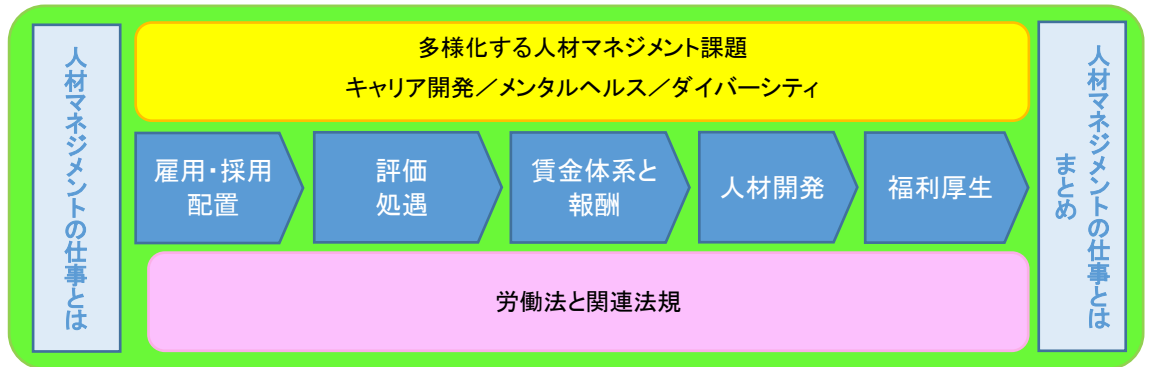 人材マネジメントの仕事とは
多様化する人材マネジメント課題
キャリア開発／メンタルヘルス／ダイバーシティ
雇用・採用
配置
評価
処遇
賃金体系と
報酬
人材開発
福利厚生
労働法と関連法規
人材マネジメントの仕事とは
まとめ